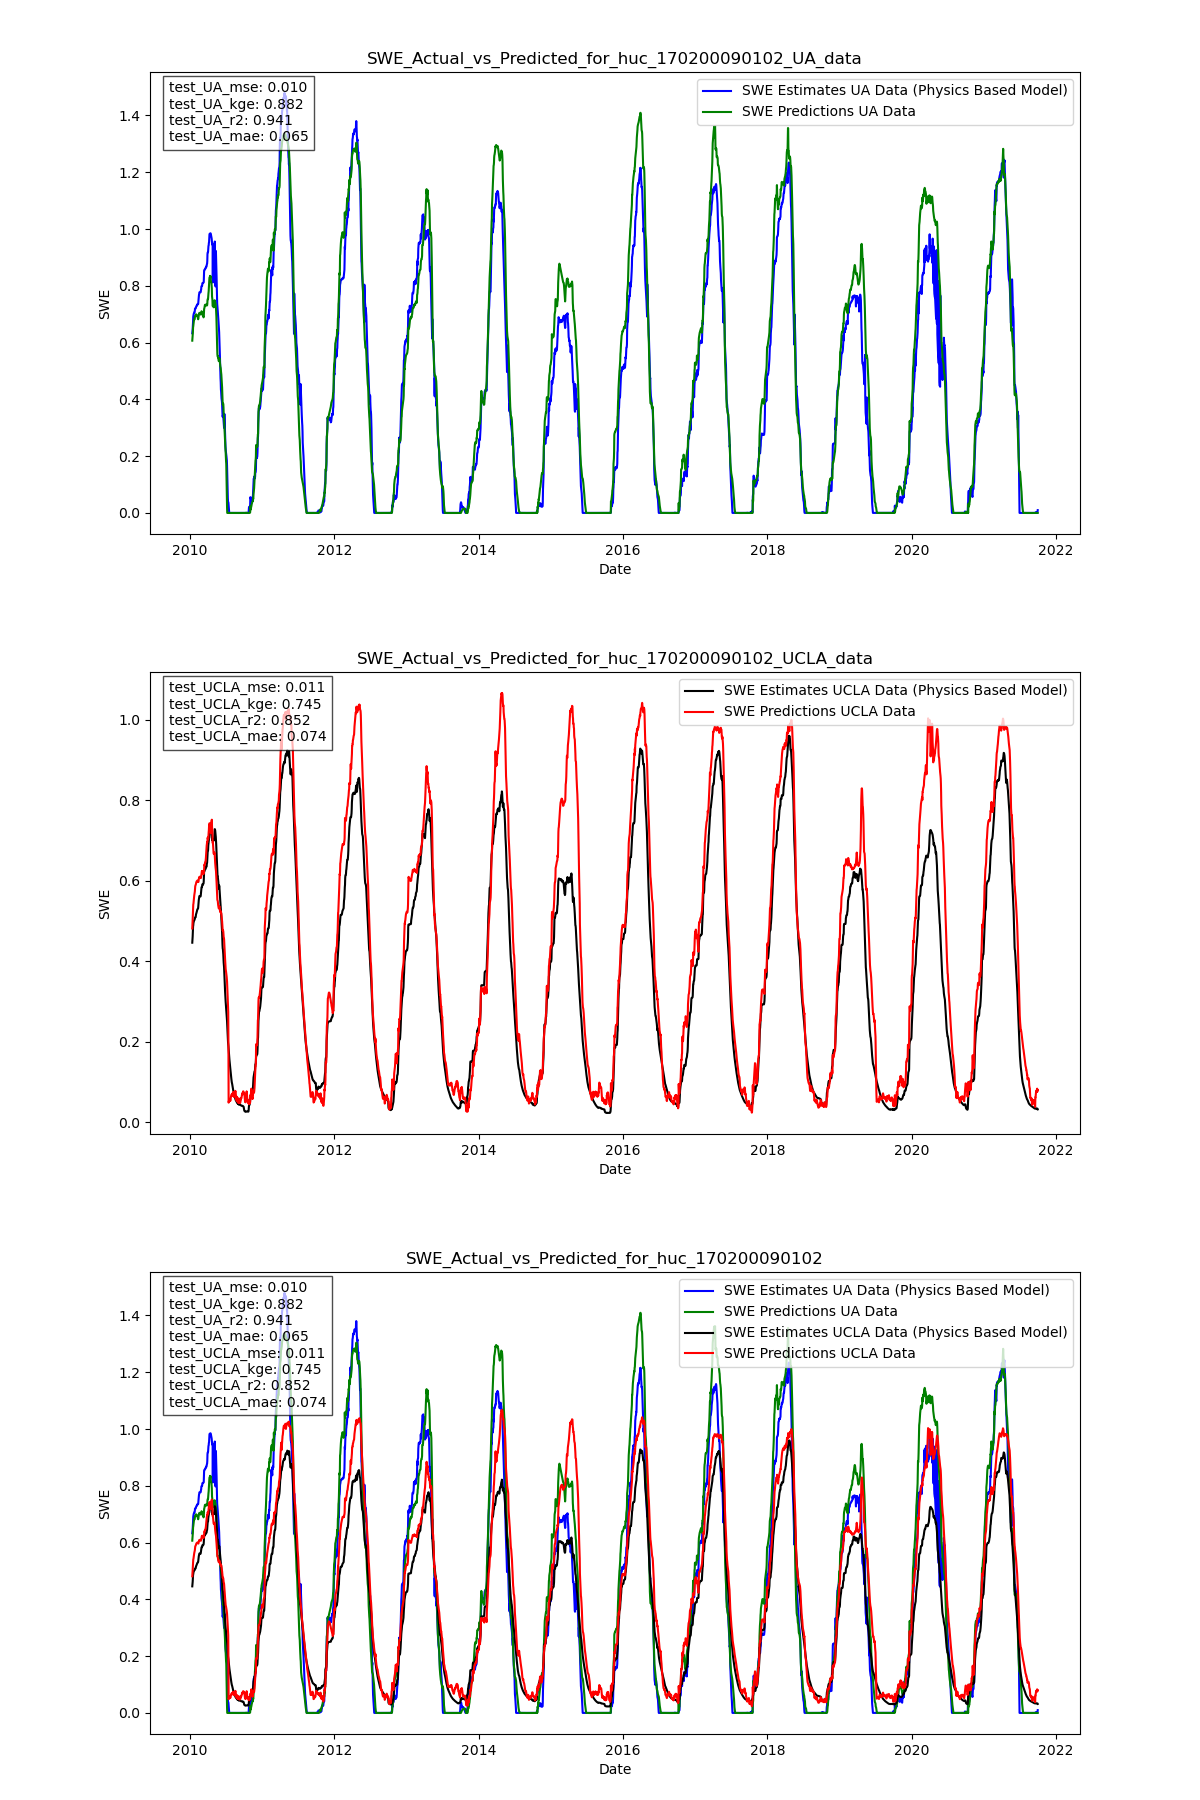 SWE_Actual_vs_Predicted_for_huc_170200090102_UA_data
test_UA_mse: 0.010
test_UA_kge: 0.882
test_UA_r2: 0.941
test_UA_mae: 0.065
SWE Estimates UA Data (Physics Based Model)
SWE Predictions UA Data
1.4
1.2
1.0
0.8
0.6
0.4
0.2
0.0
SWE
2010 2012 2014 2016 2018 2020 2022
Date
SWE_Actual_vs_Predicted_for_huc_170200090102_UCLA_data
test_UCLA_mse: 0.011
test_UCLA_kge: 0.745
test_UCLA_r2: 0.852
test_UCLA_mae: 0.074
SWE Estimates UCLA Data (Physics Based Model)
SWE Predictions UCLA Data
1.0
0.8
0.6
0.4
0.2
0.0
SWE
2010 2012 2014 2016 2018 2020 2022
Date
SWE_Actual_vs_Predicted_for_huc_170200090102
test_UA_mse: 0.010
test_UA_kge: 0.882
test_UA_r2: 0.941
test_UA_mae: 0.065
test_UCLA_mse: 0.011
test_UCLA_kge: 0.745
test_UCLA_r2: 0.852
test_UCLA_mae: 0.074
SWE Estimates UA Data (Physics Based Model)
SWE Predictions UA Data
SWE Estimates UCLA Data (Physics Based Model)
SWE Predictions UCLA Data
1.4
1.2
1.0
0.8
0.6
0.4
0.2
0.0
SWE
2010 2012 2014 2016 2018 2020 2022
Date